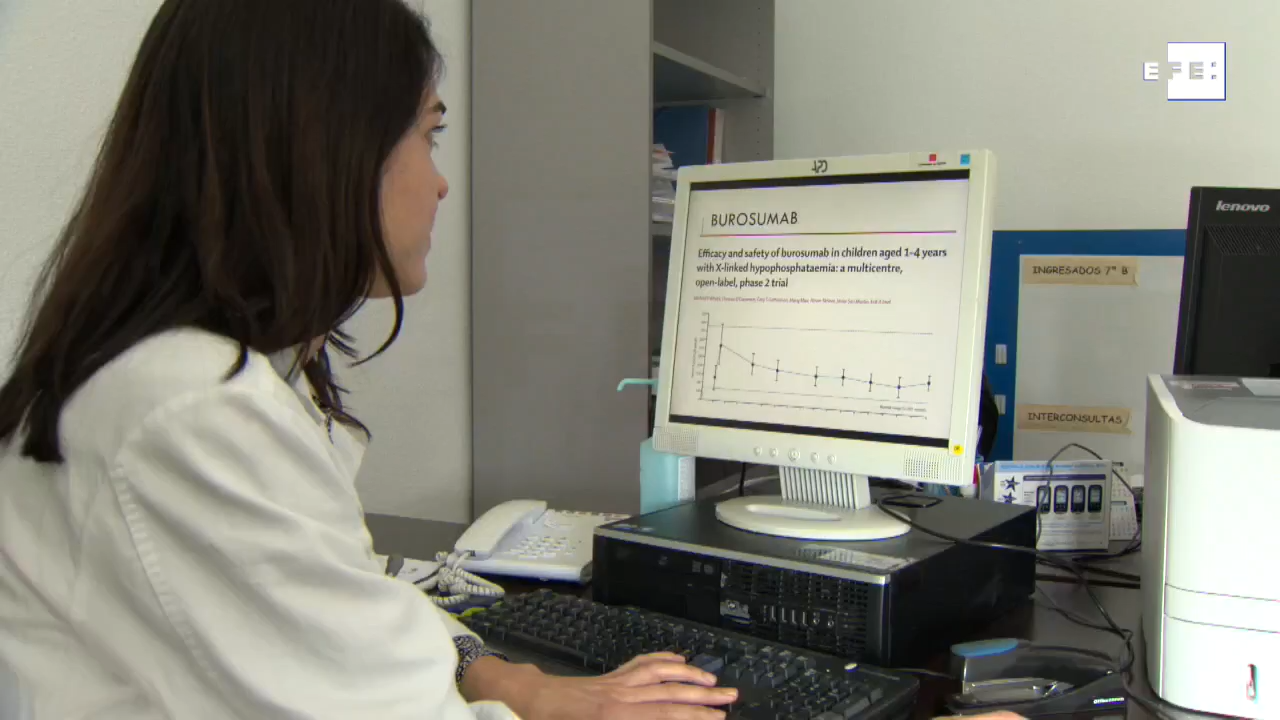 EFE:
lenovo
BUROSUMAB
Efficacy and safety of burosumab in children aged 1–4 years
with X-linked hypophosphataemia: a multicentre,
open-label, phase 2 trial
INGRESADOS 7ª B
INTERCONSULTAS